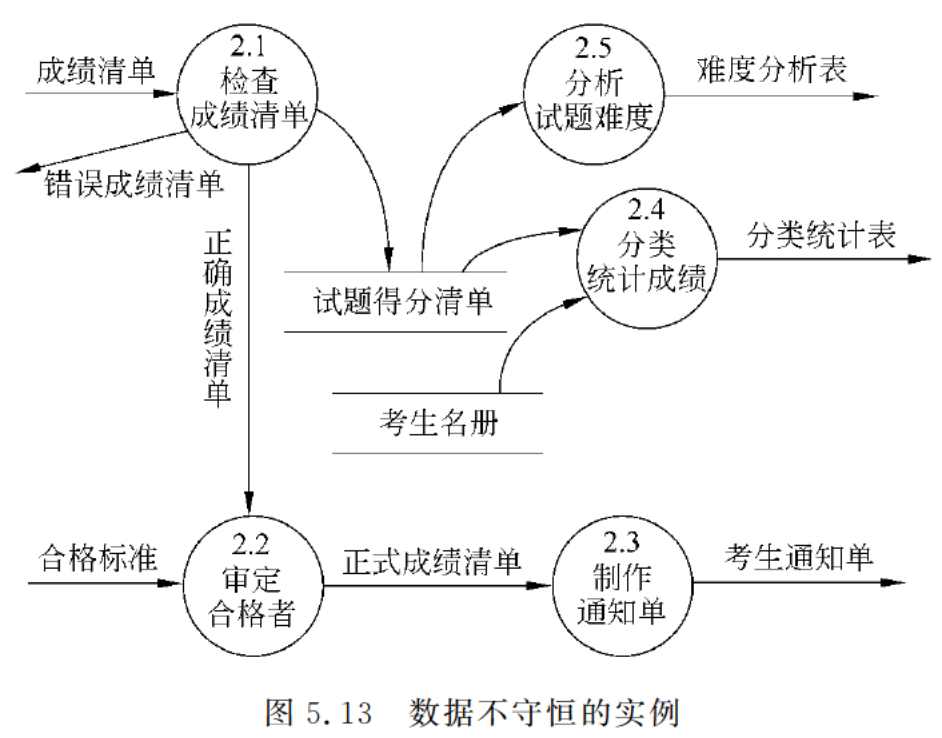 成绩清单
2.1
检查
成绩清单
错误成绩清单
正确成绩清单
2.5
分析
试题难度
难度分析表
2.4
分类
统计成绩
分类统计表
试题得分清单
考生名册
合格标准
2.2
审定
合格者
正式成绩清单
2.3
制作
通知单
考生通知单
图 5.13 数据不守恒的实例